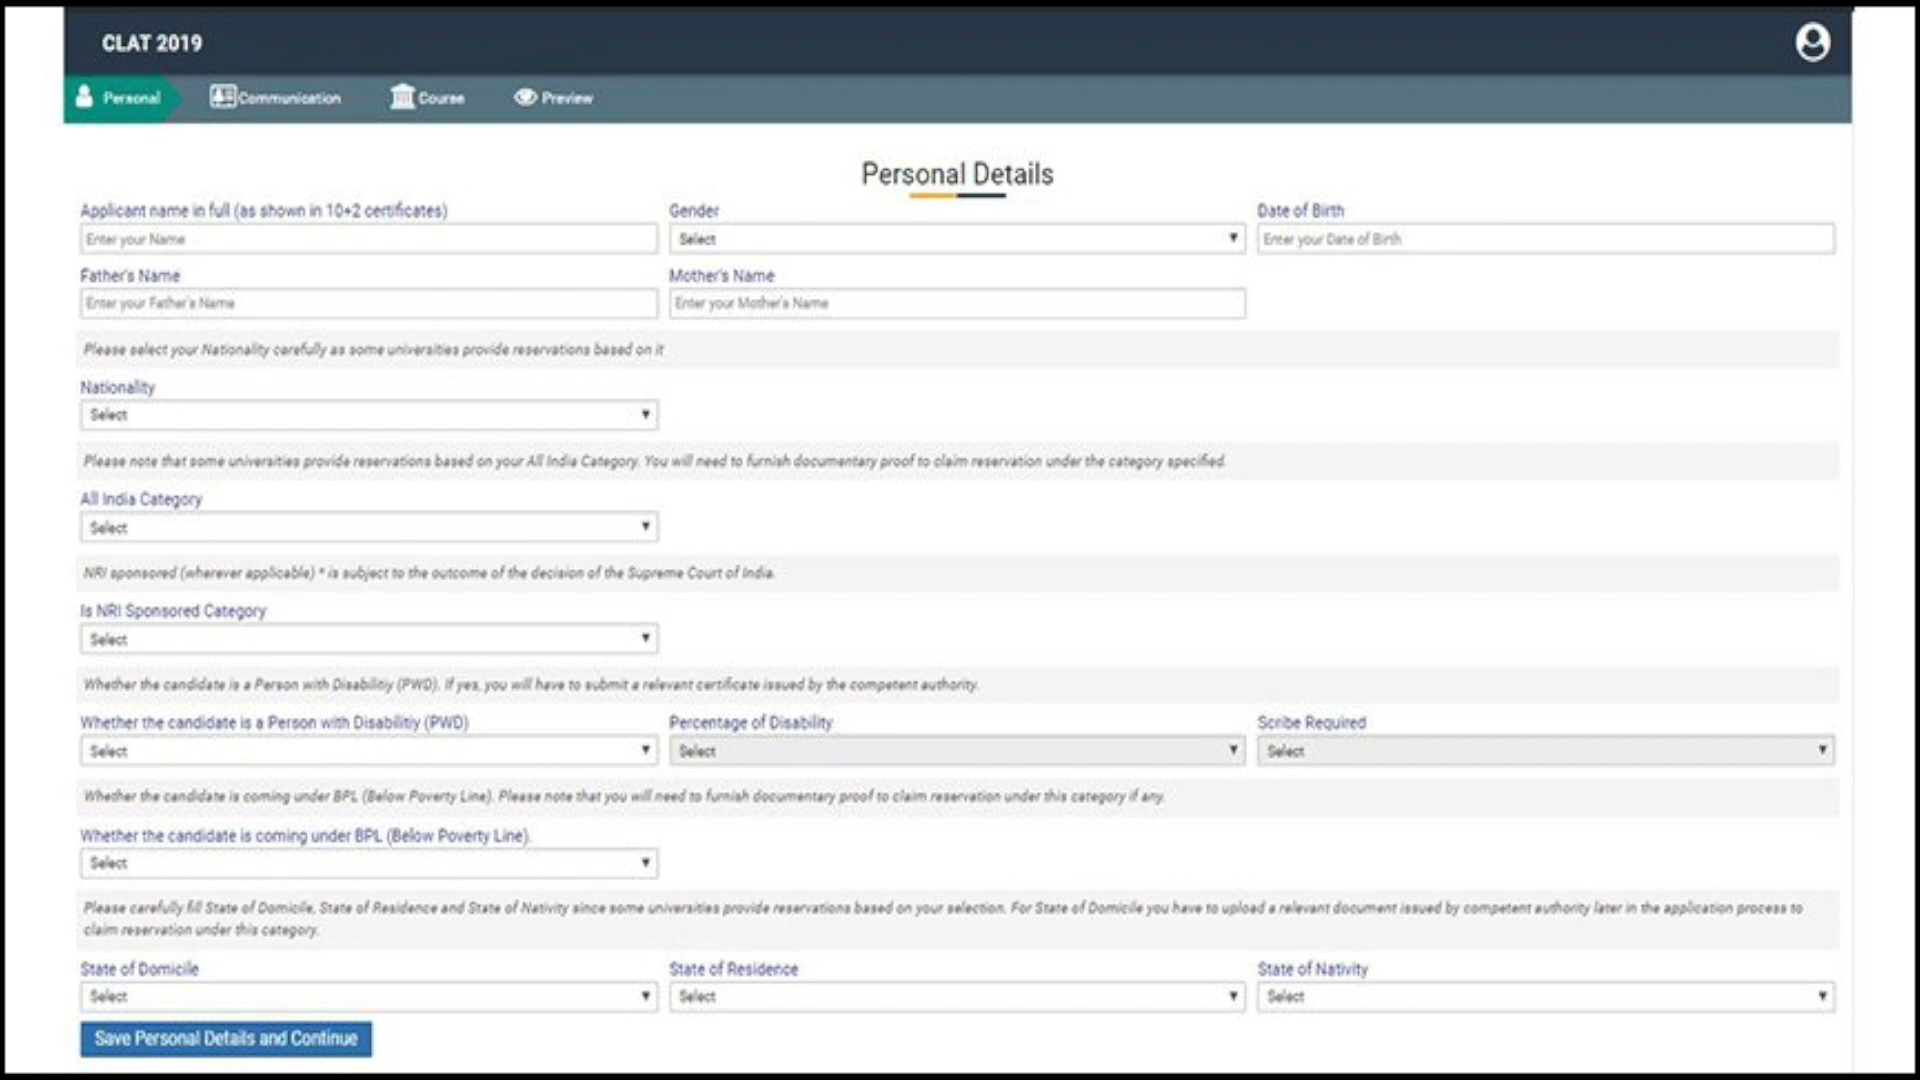 CLAT 2019
Personal Communication Course Preview
Personal Details
Applicant name in full (as shown in 10+2 certificates) Gender Date of Birth
Enter your Name Select Enter your Date of Birth
Father's Name Mother's Name
Enter your Father's Name Enter your Mother's Name
Please select your Nationality carefully as some universities provide reservations based on it
Nationality
Select
Please note that some universities provide reservations based on your All India Category. You will need to furnish documentary proof to claim reservation under the category specified.
All India Category
Select
NRI sponsored (wherever applicable) * is subject to the outcome of the decision of the Supreme Court of India.
Is NRI Sponsored Category
Select
Whether the candidate is a Person with Disabilitiy (PWD). If yes, you will have to submit a relevant certificate issued by the competent authority.
Whether the candidate is a Person with Disabilitiy (PWD) Percentage of Disability Scribe Required
Select Select Select
Whether the candidate is coming under BPL (Below Poverty Line). Please note that you will need to furnish documentary proof to claim reservation under this category if any.
Whether the candidate is coming under BPL (Below Poverty Line).
Select
Please carefully fill State of Domicile, State of Residence and State of Nativity since some universities provide reservations based on your selection. For State of Domicile you have to upload a relevant document issued by competent authority later in the application process to
claim reservation under this category.
State of Domicile State of Residence State of Nativity
Select Select Select
Save Personal Details and Continue